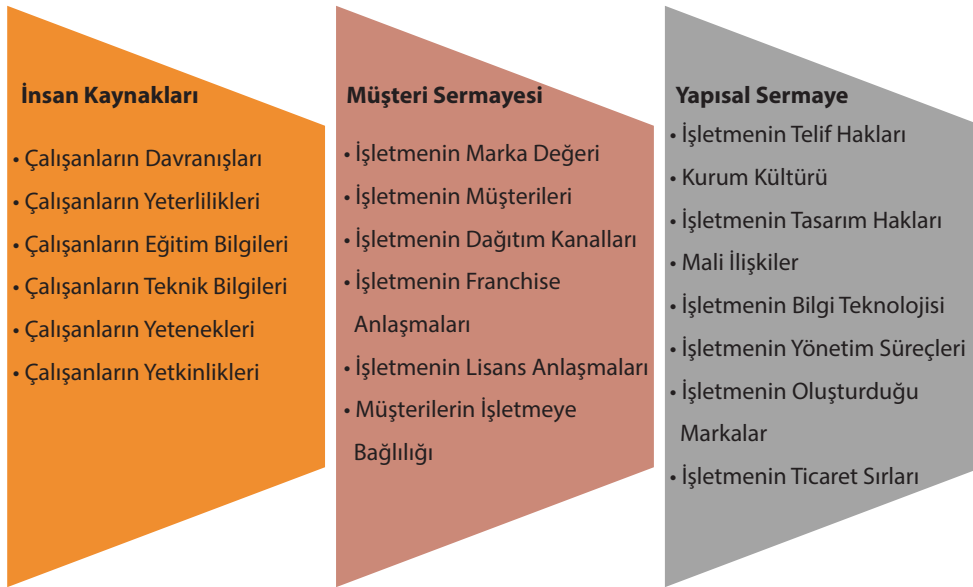 İnsan Kaynakları
• Çalışanların Davranışları
• Çalışanların Yeterlilikleri
• Çalışanların Eğitim Bilgileri
• Çalışanların Teknik Bilgileri
• Çalışanların Yetenekleri
• Çalışanların Yetkinlikleri
Müşteri Sermayesi
• İşletmenin Marka Değeri
• İşletmenin Müşterileri
• İşletmenin Dağıtım Kanalları
• İşletmenin Franchise
Anlaşmaları
• İşletmenin Lisans Anlaşmaları
• Müşterilerin İşletmeye
Bağlılığı
Yapısal Sermaye
• İşletmenin Telif Hakları
• Kurum Kültürü
• İşletmenin Tasarım Hakları
• Mali İlişkiler
• İşletmenin Bilgi Teknolojisi
• İşletmenin Yönetim Süreçleri
• İşletmenin Oluşturduğu
Markalar
• İşletmenin Ticaret Sırları